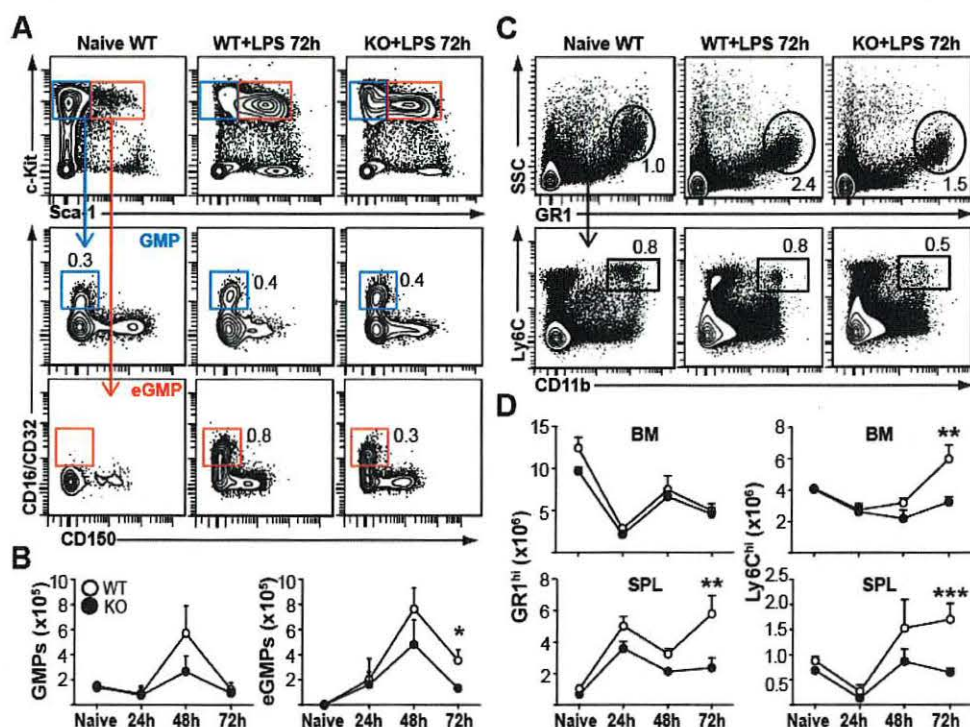 A
Naive WT
WT+LPS 72h
KO+LPS 72h
c-Kit
Sca-1
GMP
0.3
0.4
0.4
eGMP
0.8
0.3
CD16/CD32
CD150
B
WT
KO
GMPs (x10⁵)
10
8
6
4
2
Naive 24h 48h 72h
eGMPs (x10⁵)
10
8
6
4
2
*
Naive 24h 48h 72h
C
Naive WT
WT+LPS 72h
KO+LPS 72h
SSC
1.0
2.4
1.5
GR1
Ly6C
0.8
0.8
0.5
CD11b
D
BM
15
10
5
BM
8
6
4
2
**
GR1ʰⁱ (x10⁶)
Ly6Cʰⁱ (x10⁶)
SPL
8
6
4
2
**
Naive 24h 48h 72h
SPL
2.0
1.5
1.0
0.5
***
Naive 24h 48h 72h